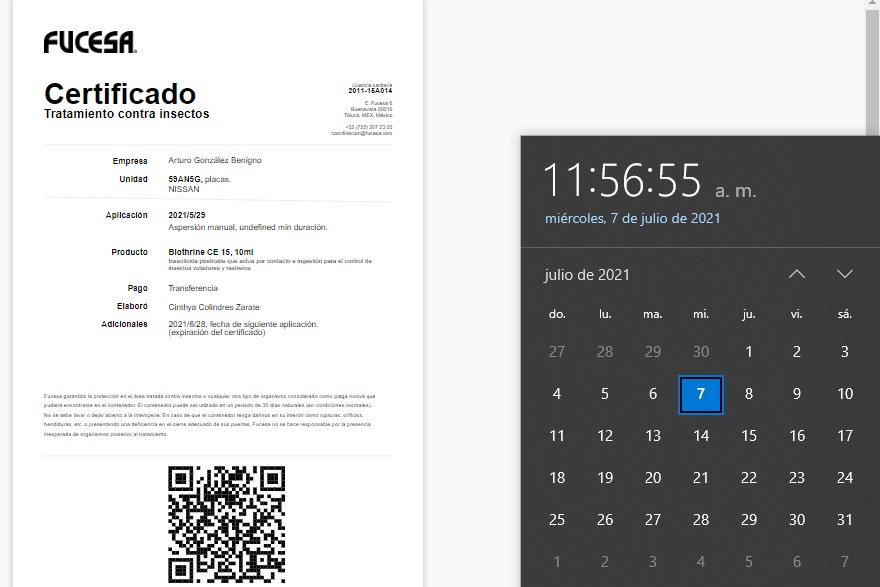 FUCESA
Certificado
Tratamiento contra insectos
Licencia sanitaria
2011-15A014
C. Fucesa 6
Buenavista 50010
Toluca, MEX, México
+52 (722) 207 23 03
coordinacion@fucesa.com
Empresa Arturo González Benigno
Unidad 59AN5G, placas.
NISSAN
Aplicación 2021/5/29
Aspersión manual, undefined min duración.
Producto Biothrine CE 15, 10ml
Insecticida piretroide que actua por contacto e ingestión para el control de
insectos voladores y rastreros
Pago Transferencia
Elaboró Cinthya Colindres Zarate
Adicionales 2021/6/28, fecha de siguiente aplicación.
(expiración del certificado)
Fucesa garantiza la protección en el área tratada contra insectos o cualquier otro tipo de organismo considerado como plaga nociva que
pudiera encontrarse en el contenedor. El contenedor puede ser utilizado en un periodo de 30 días naturales (en condiciones normales).
No se debe lavar o dejar abierto a la intemperie. En caso de que el contenedor tenga daños en su interior como rupturas, orificios,
hendiduras, etc. o presentando una deficiencia en el cierre adecuado de sus puertas, Fucesa no se hace responsable por la presencia
inesperada de organismos posterior al tratamiento.
11:56:55 a. m.
miércoles, 7 de julio de 2021
julio de 2021
do. lu. ma. mi. ju. vi. sá.
27 28 29 30 1 2 3
4 5 6 7 8 9 10
11 12 13 14 15 16 17
18 19 20 21 22 23 24
25 26 27 28 29 30 31
1 2 3 4 5 6 7